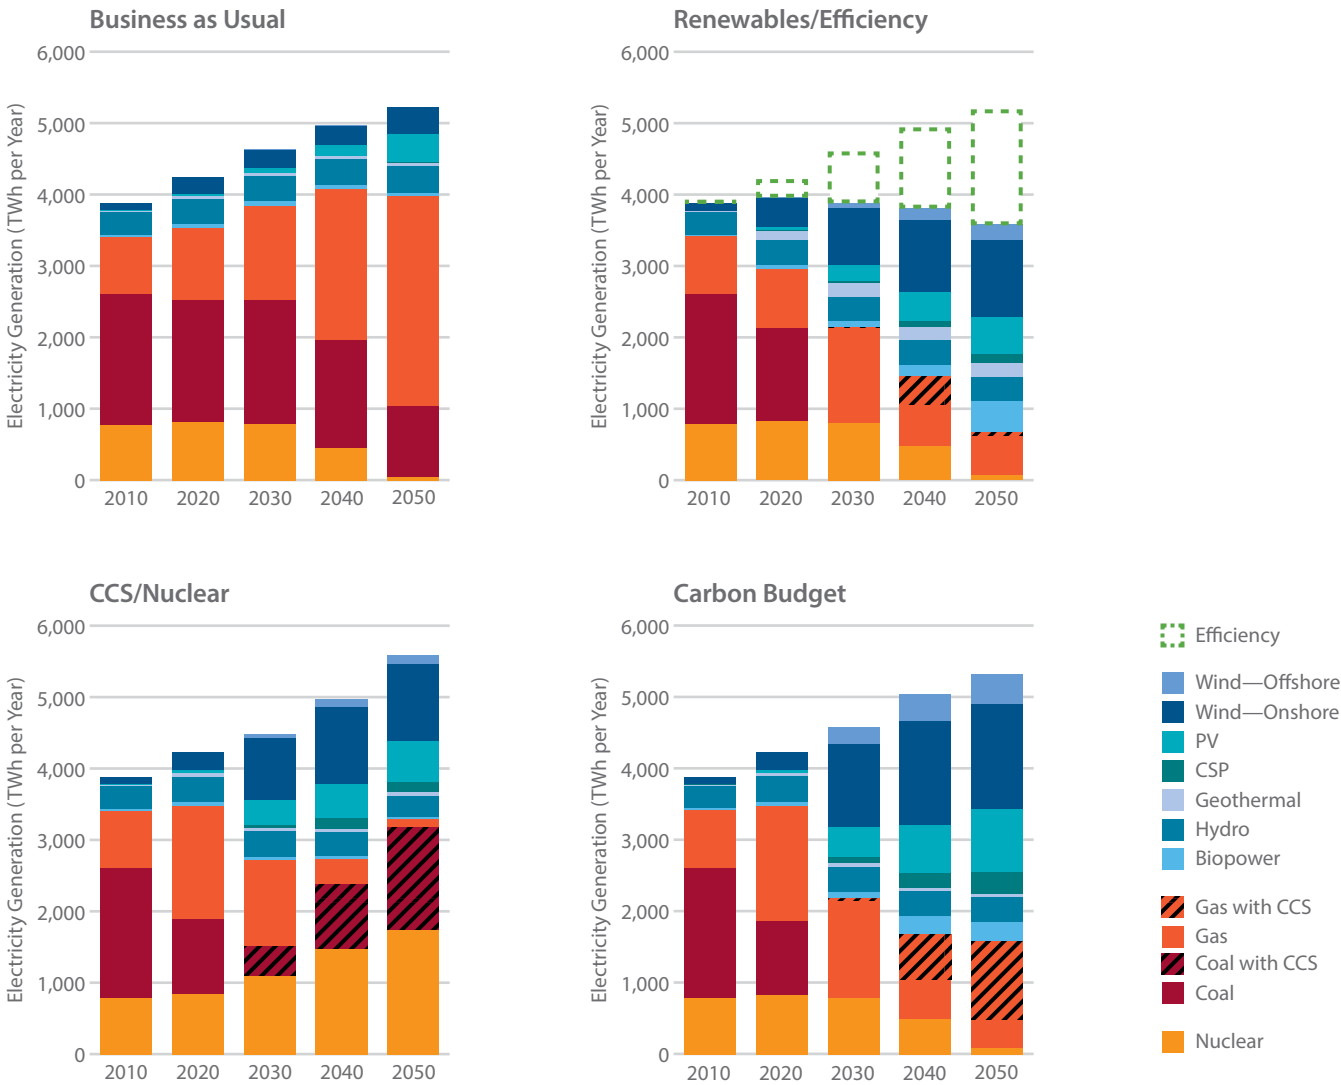 Business as Usual
Electricity Generation (TWh per Year)
6,000
5,000
4,000
3,000
2,000
1,000
0
2010 2020 2030 2040 2050
Renewables/Efficiency
Electricity Generation (TWh per Year)
6,000
5,000
4,000
3,000
2,000
1,000
0
2010 2020 2030 2040 2050
CCS/Nuclear
Electricity Generation (TWh per Year)
6,000
5,000
4,000
3,000
2,000
1,000
0
2010 2020 2030 2040 2050
Carbon Budget
Electricity Generation (TWh per Year)
6,000
5,000
4,000
3,000
2,000
1,000
0
2010 2020 2030 2040 2050
Efficiency
Wind—Offshore
Wind—Onshore
PV
CSP
Geothermal
Hydro
Biopower
Gas with CCS
Gas
Coal with CCS
Coal
Nuclear